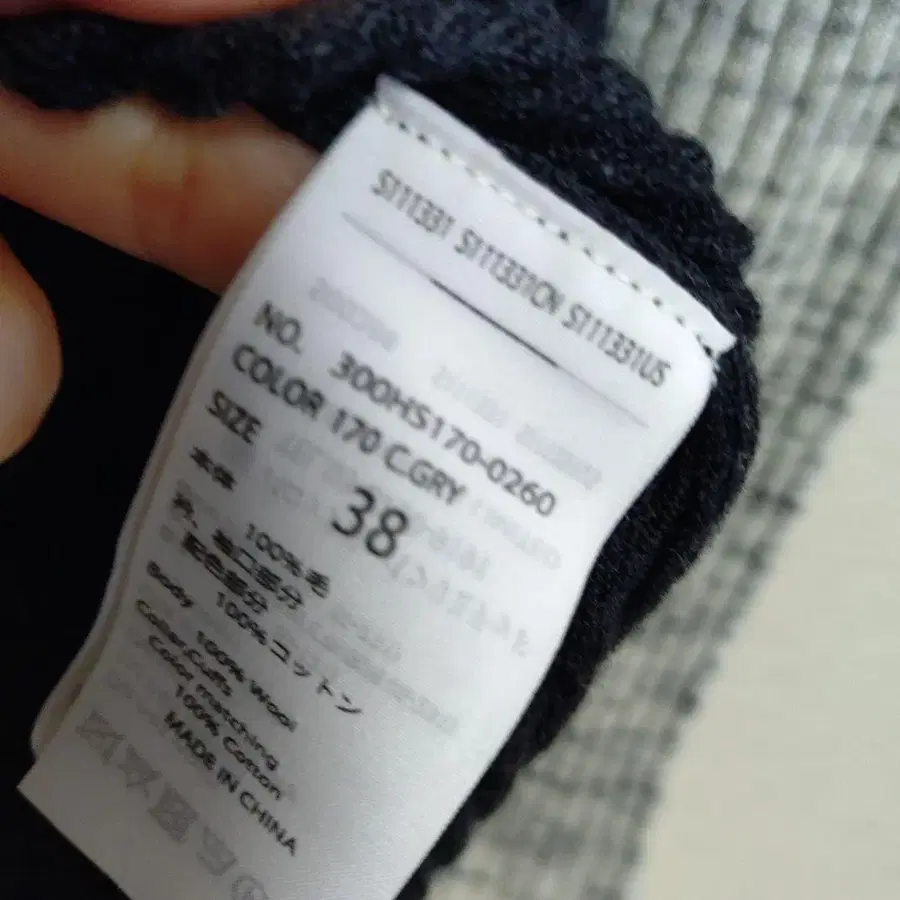 S111331 S111331CN S111331US
NO. 300HS170-0260
COLOR 170 C.GRY
SIZE 38
本体 100%毛
衿、袖口部分
配色部分 100%コットン
Body 100% Wool
Collar,Cuffs
Color matching
100% Cotton
MADE IN CHINA